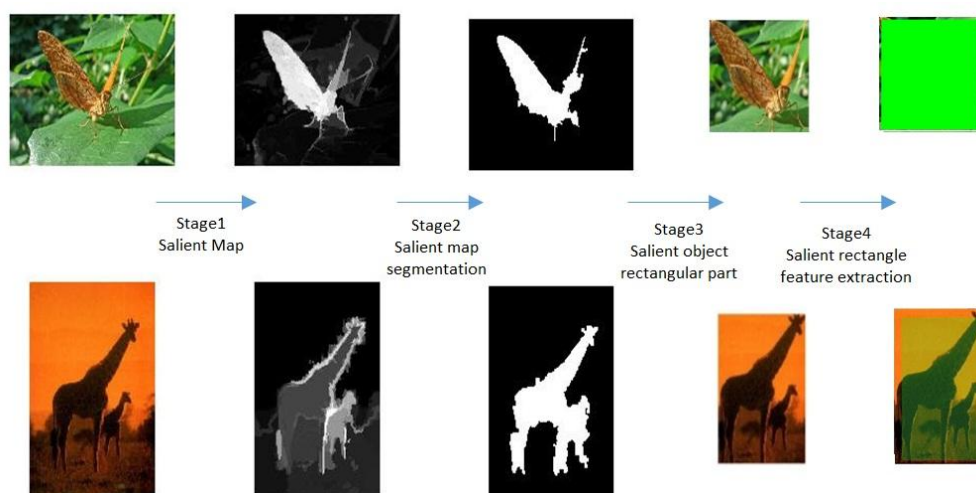 Stage1
Salient Map
Stage2
Salient map
segmentation
Stage3
Salient object
rectangular part
Stage4
Salient rectangle
feature extraction